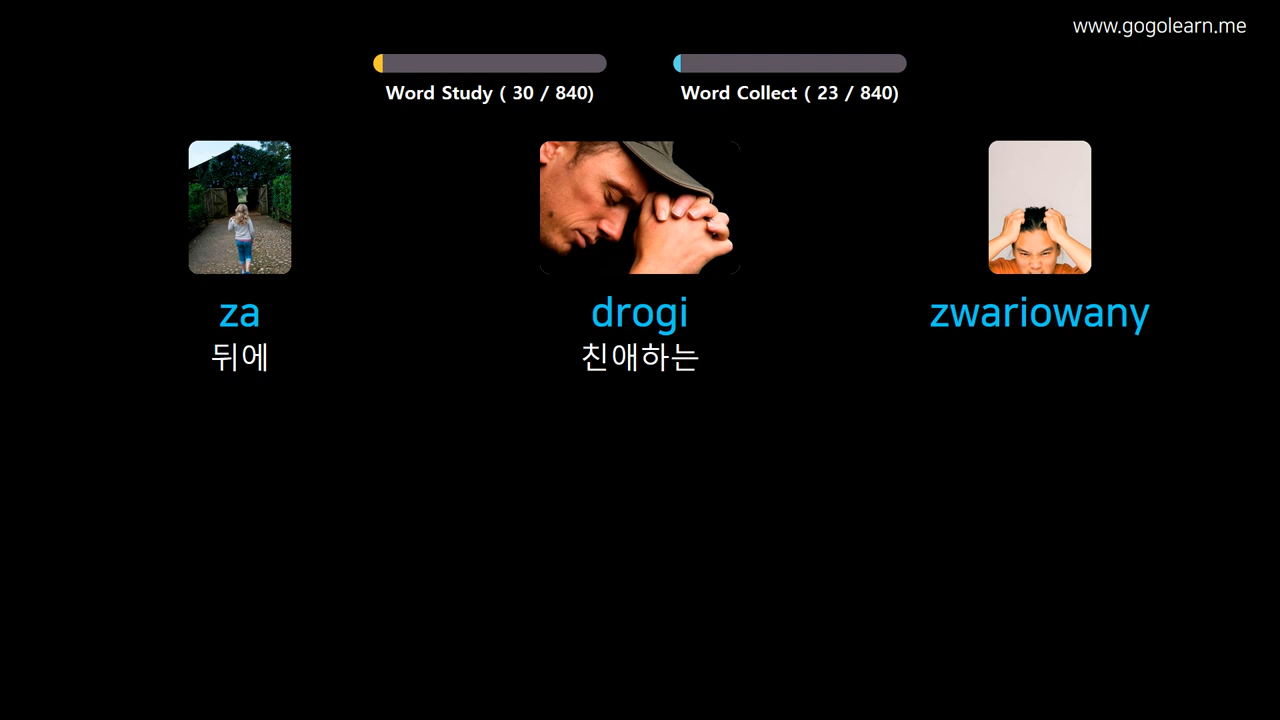 www.gogolearn.me
Word Study ( 30 / 840)
Word Collect ( 23 / 840)
za
뒤에
drogi
친애하는
zwariowany